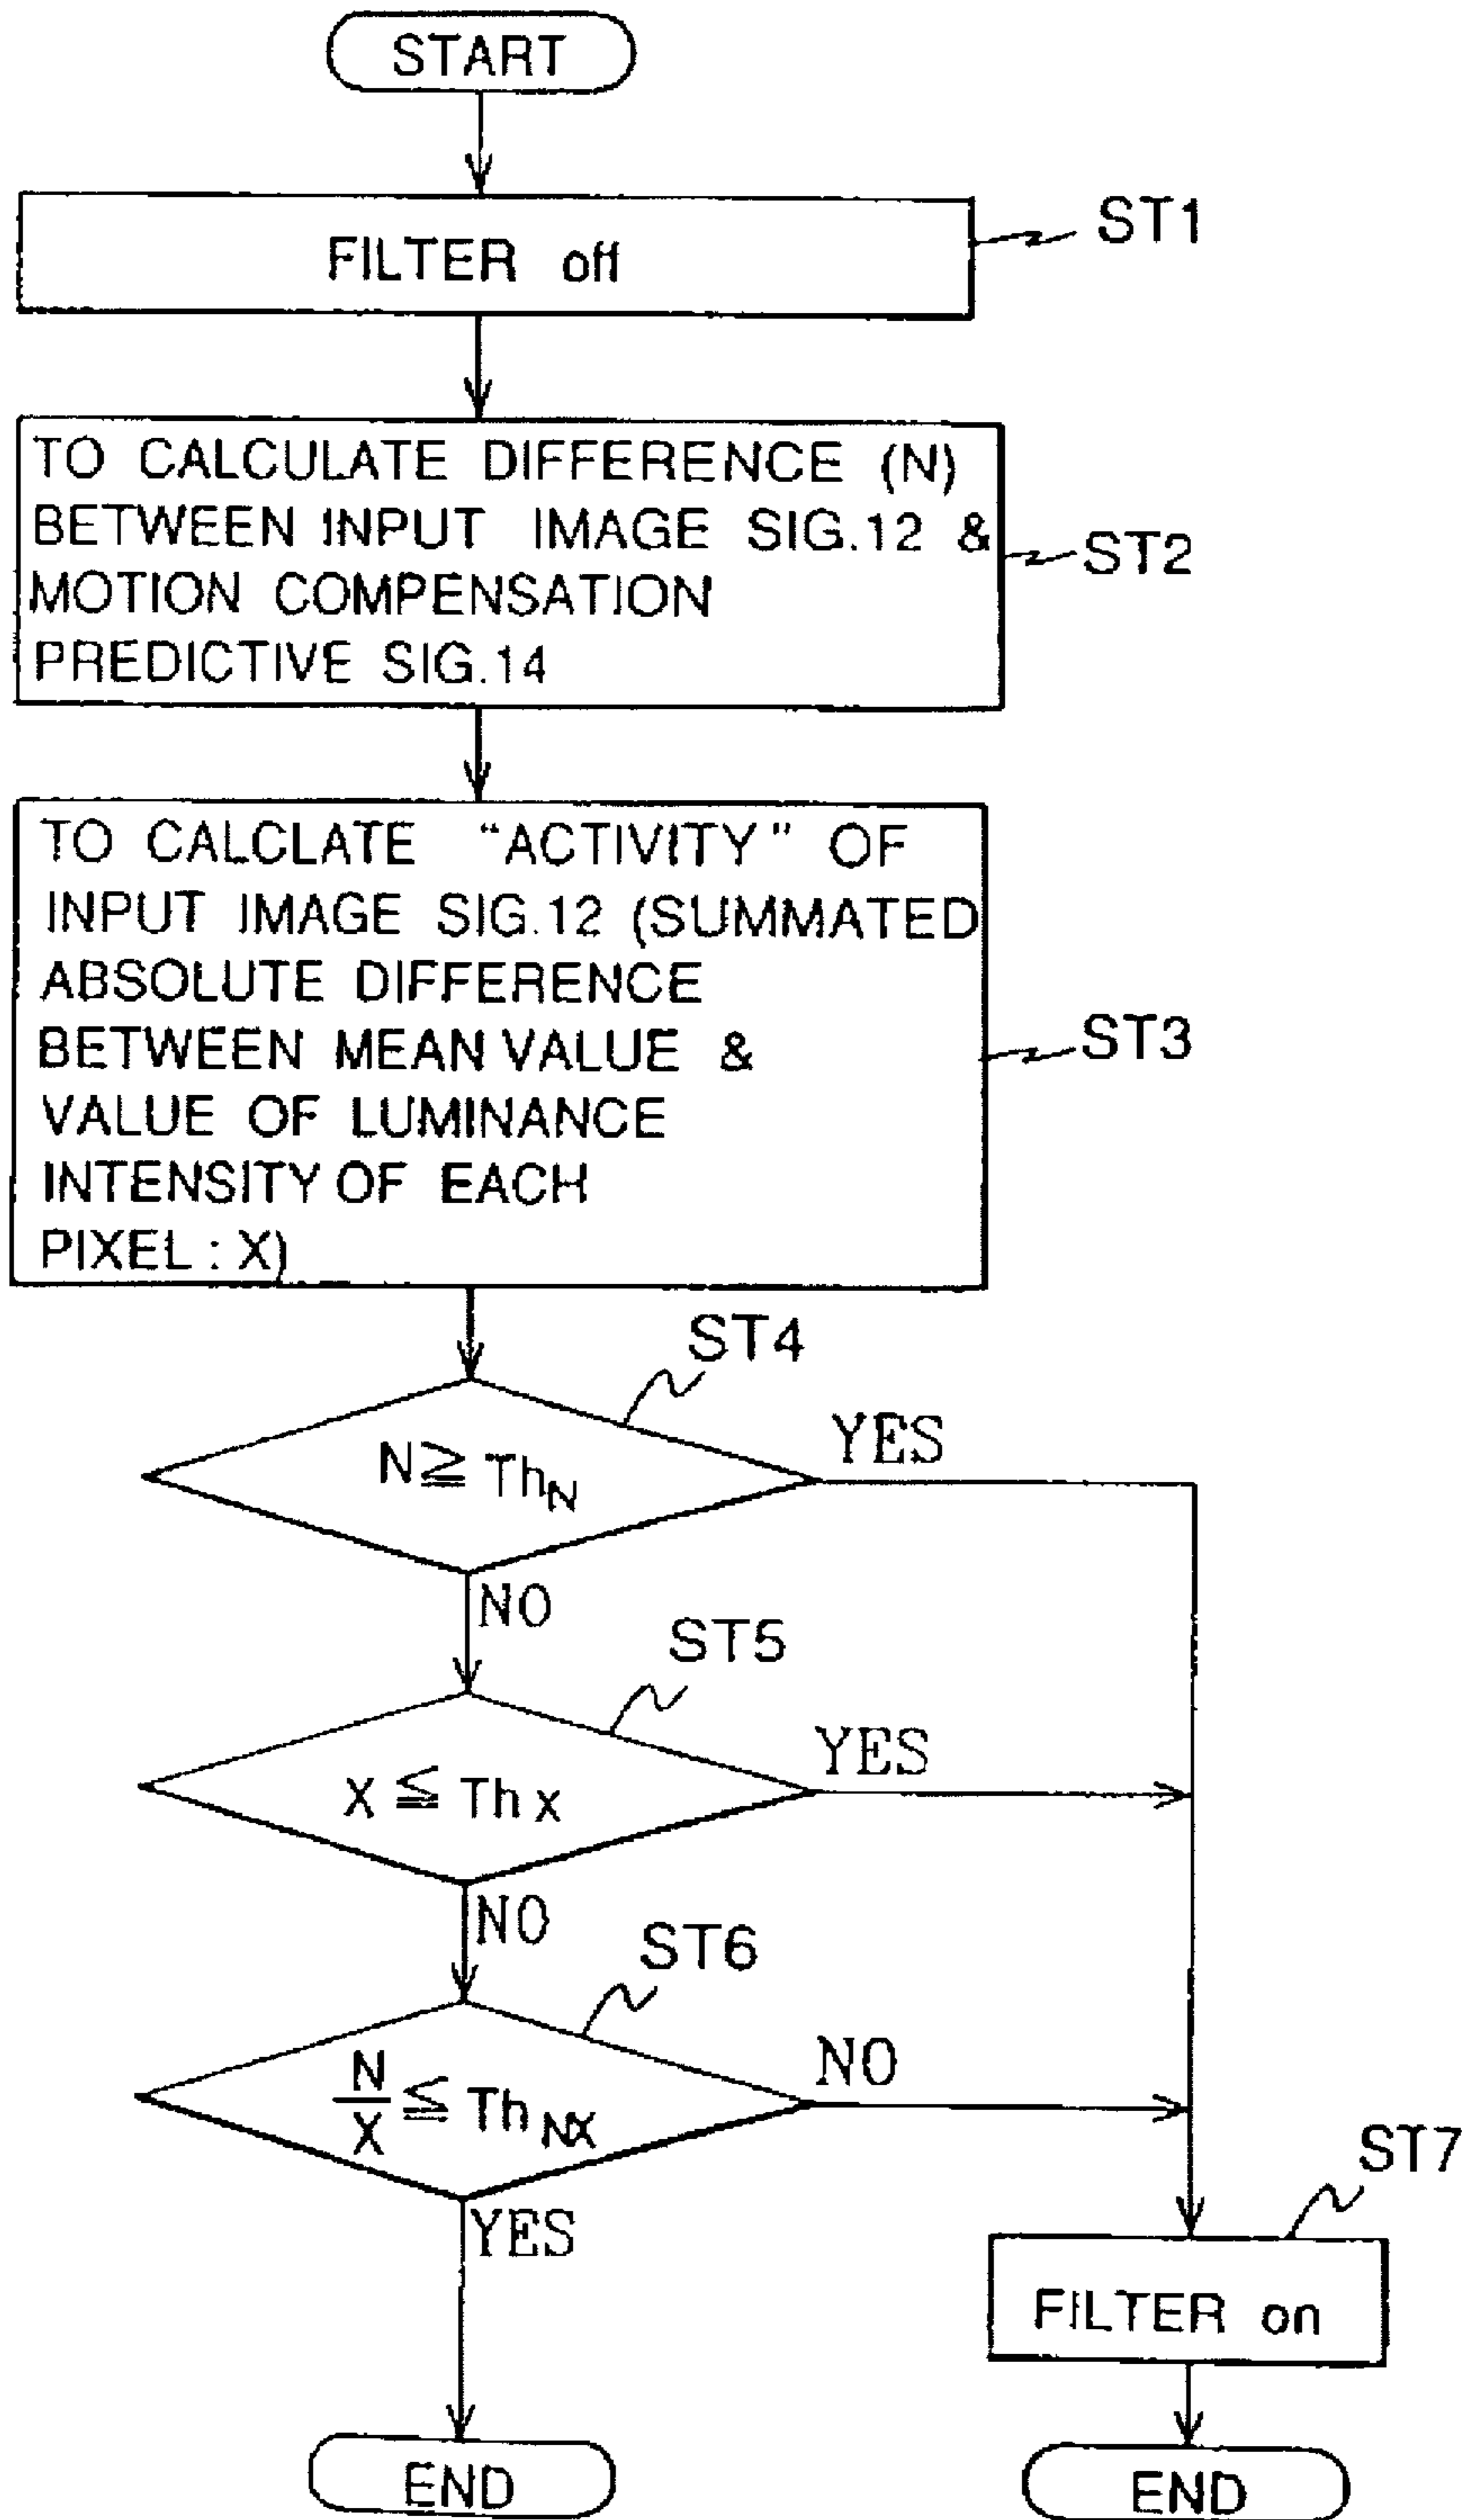 START
FILTER off
ST1
TO CALCULATE DIFFERENCE (N)
BETWEEN INPUT IMAGE SIG.12 &
MOTION COMPENSATION
PREDICTIVE SIG.14
ST2
TO CALCLATE "ACTIVITY" OF
INPUT IMAGE SIG.12 (SUMMATED
ABSOLUTE DIFFERENCE
BETWEEN MEAN VALUE &
VALUE OF LUMINANCE
INTENSITY OF EACH
PIXEL : X)
ST3
ST4
N ≧ ThN
YES
NO
ST5
X ≦ ThX
YES
NO
ST6
N/X ≦ ThNX
NO
YES
ST7
FILTER on
END
END